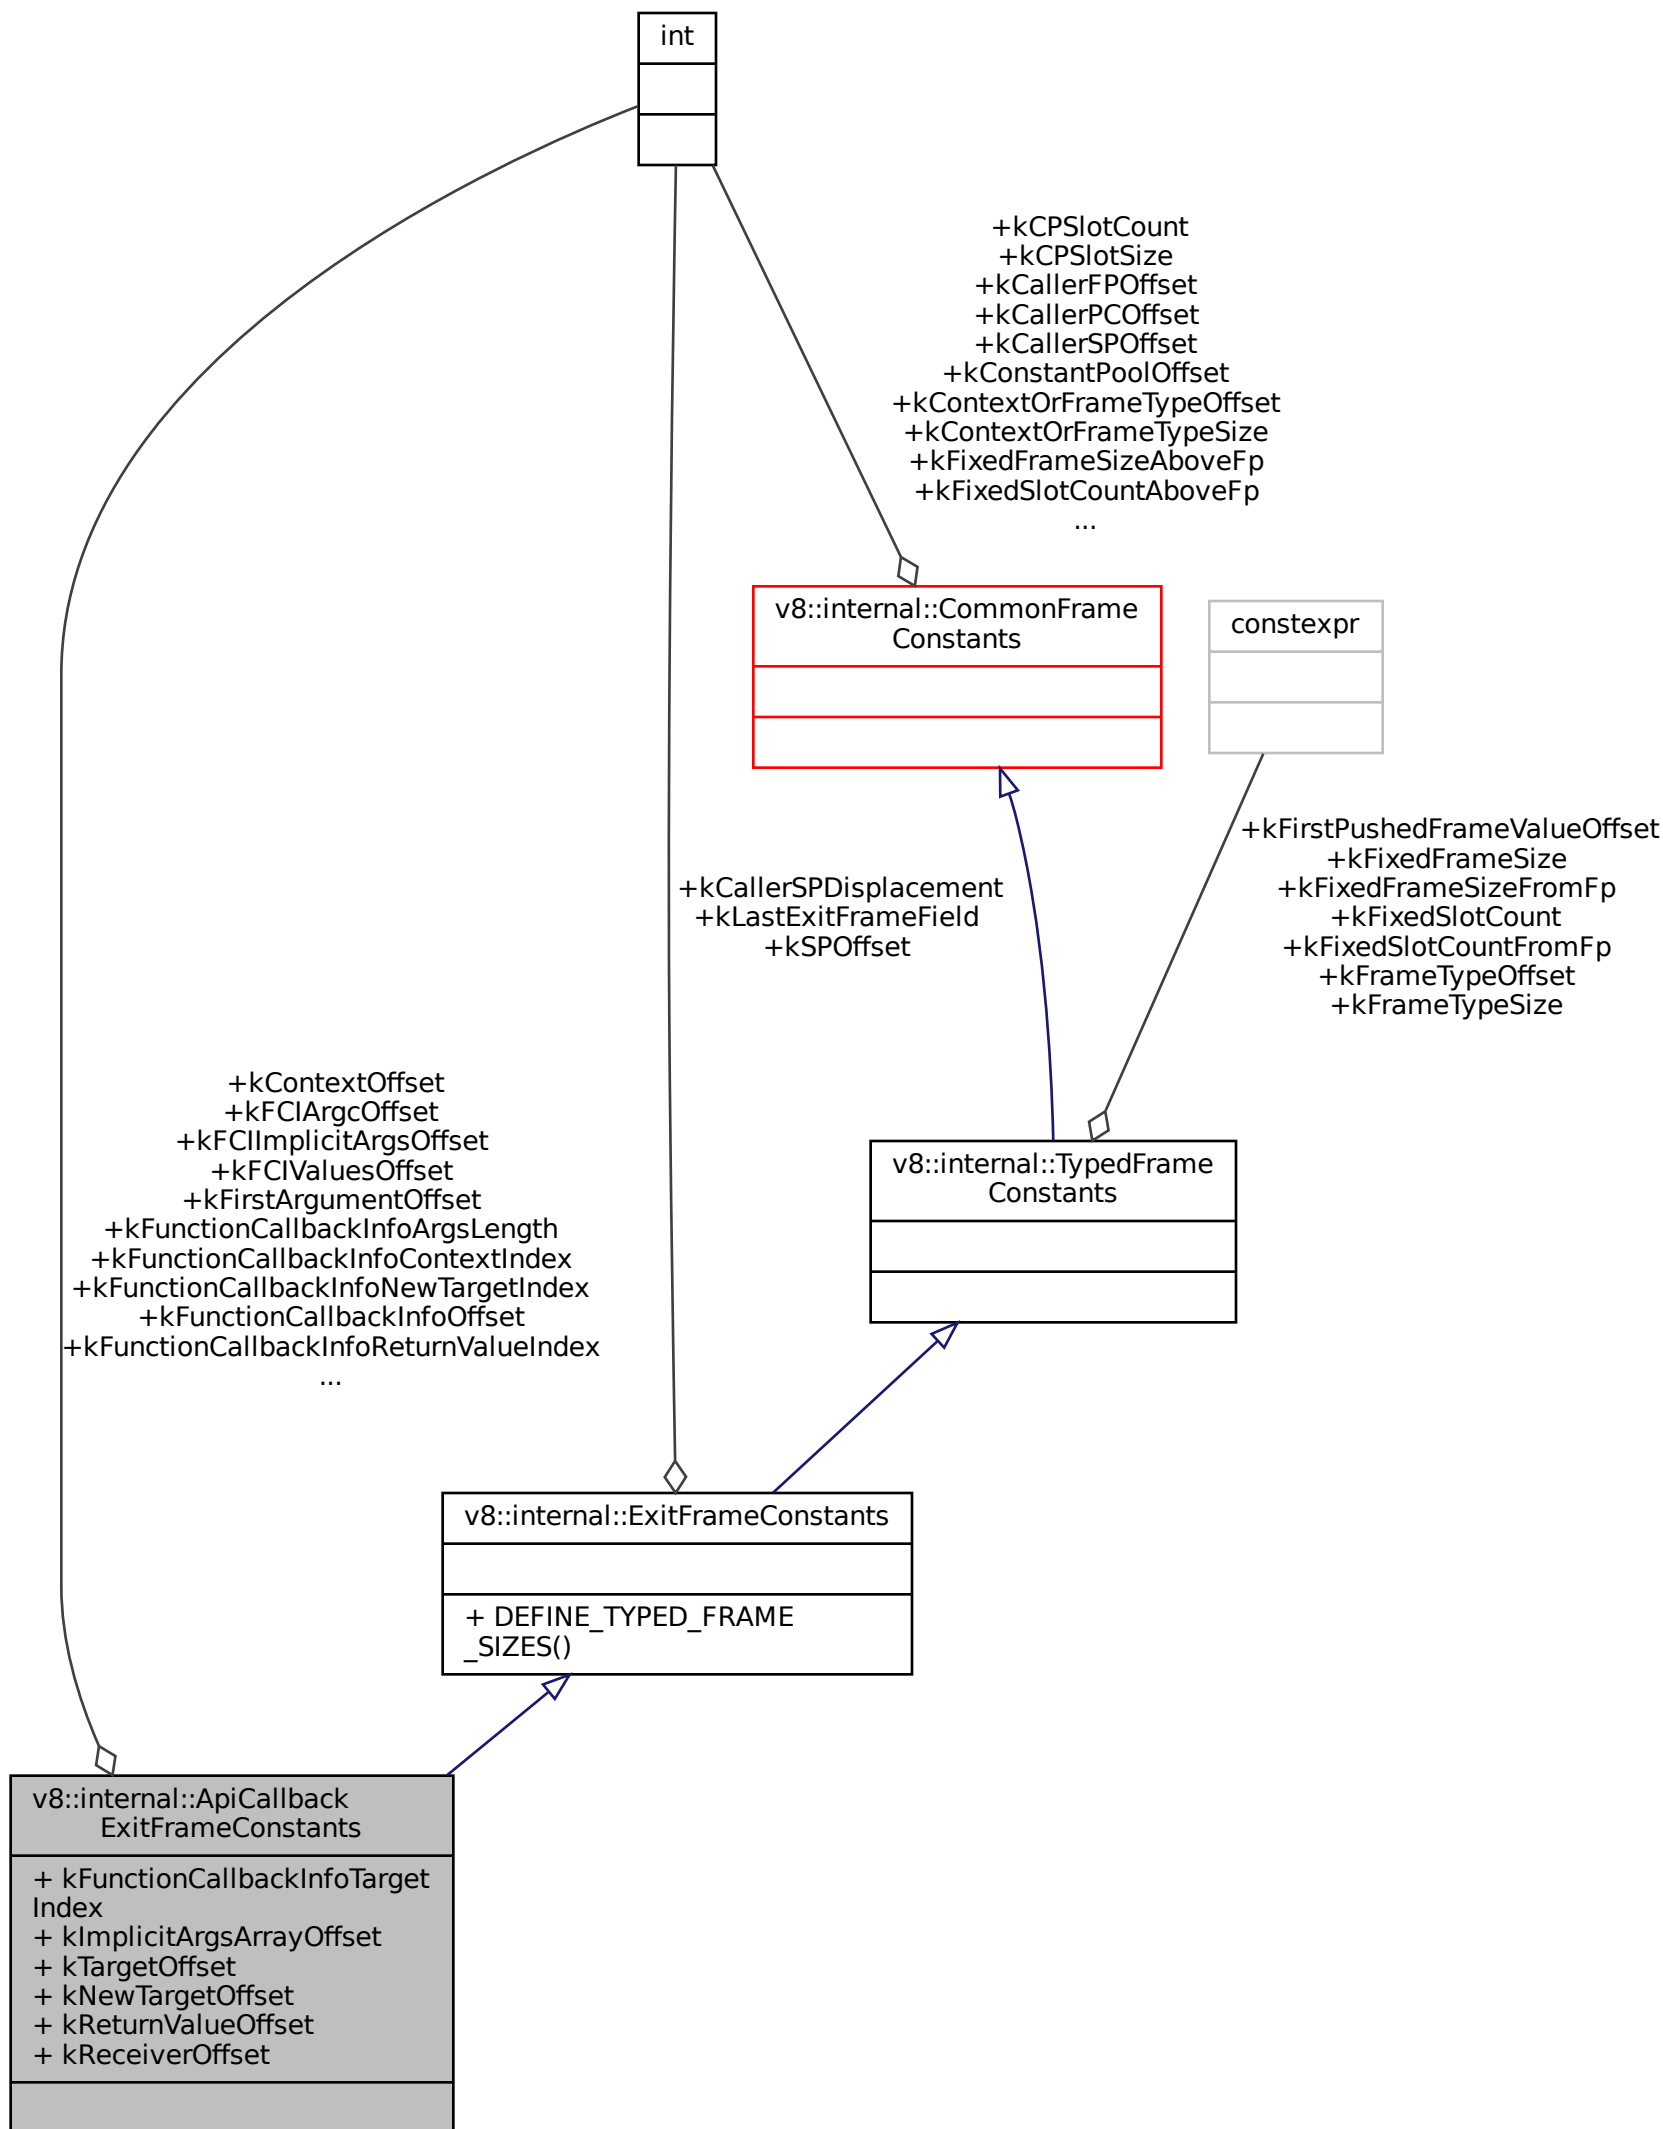 int
+kCPSlotCount
+kCPSlotSize
+kCallerFPOffset
+kCallerPCOffset
+kCallerSPOffset
+kConstantPoolOffset
+kContextOrFrameTypeOffset
+kContextOrFrameTypeSize
+kFixedFrameSizeAboveFp
+kFixedSlotCountAboveFp
...
v8::internal::CommonFrame
Constants
constexpr
+kFirstPushedFrameValueOffset
+kFixedFrameSize
+kFixedFrameSizeFromFp
+kFixedSlotCount
+kFixedSlotCountFromFp
+kFrameTypeOffset
+kFrameTypeSize
+kCallerSPDisplacement
+kLastExitFrameField
+kSPOffset
+kContextOffset
+kFCIArgcOffset
+kFCIImplicitArgsOffset
+kFCIValuesOffset
+kFirstArgumentOffset
+kFunctionCallbackInfoArgsLength
+kFunctionCallbackInfoContextIndex
+kFunctionCallbackInfoNewTargetIndex
+kFunctionCallbackInfoOffset
+kFunctionCallbackInfoReturnValueIndex
...
v8::internal::TypedFrame
Constants
v8::internal::ExitFrameConstants
+ DEFINE_TYPED_FRAME
_SIZES()
v8::internal::ApiCallback
ExitFrameConstants
+ kFunctionCallbackInfoTarget
Index
+ kImplicitArgsArrayOffset
+ kTargetOffset
+ kNewTargetOffset
+ kReturnValueOffset
+ kReceiverOffset